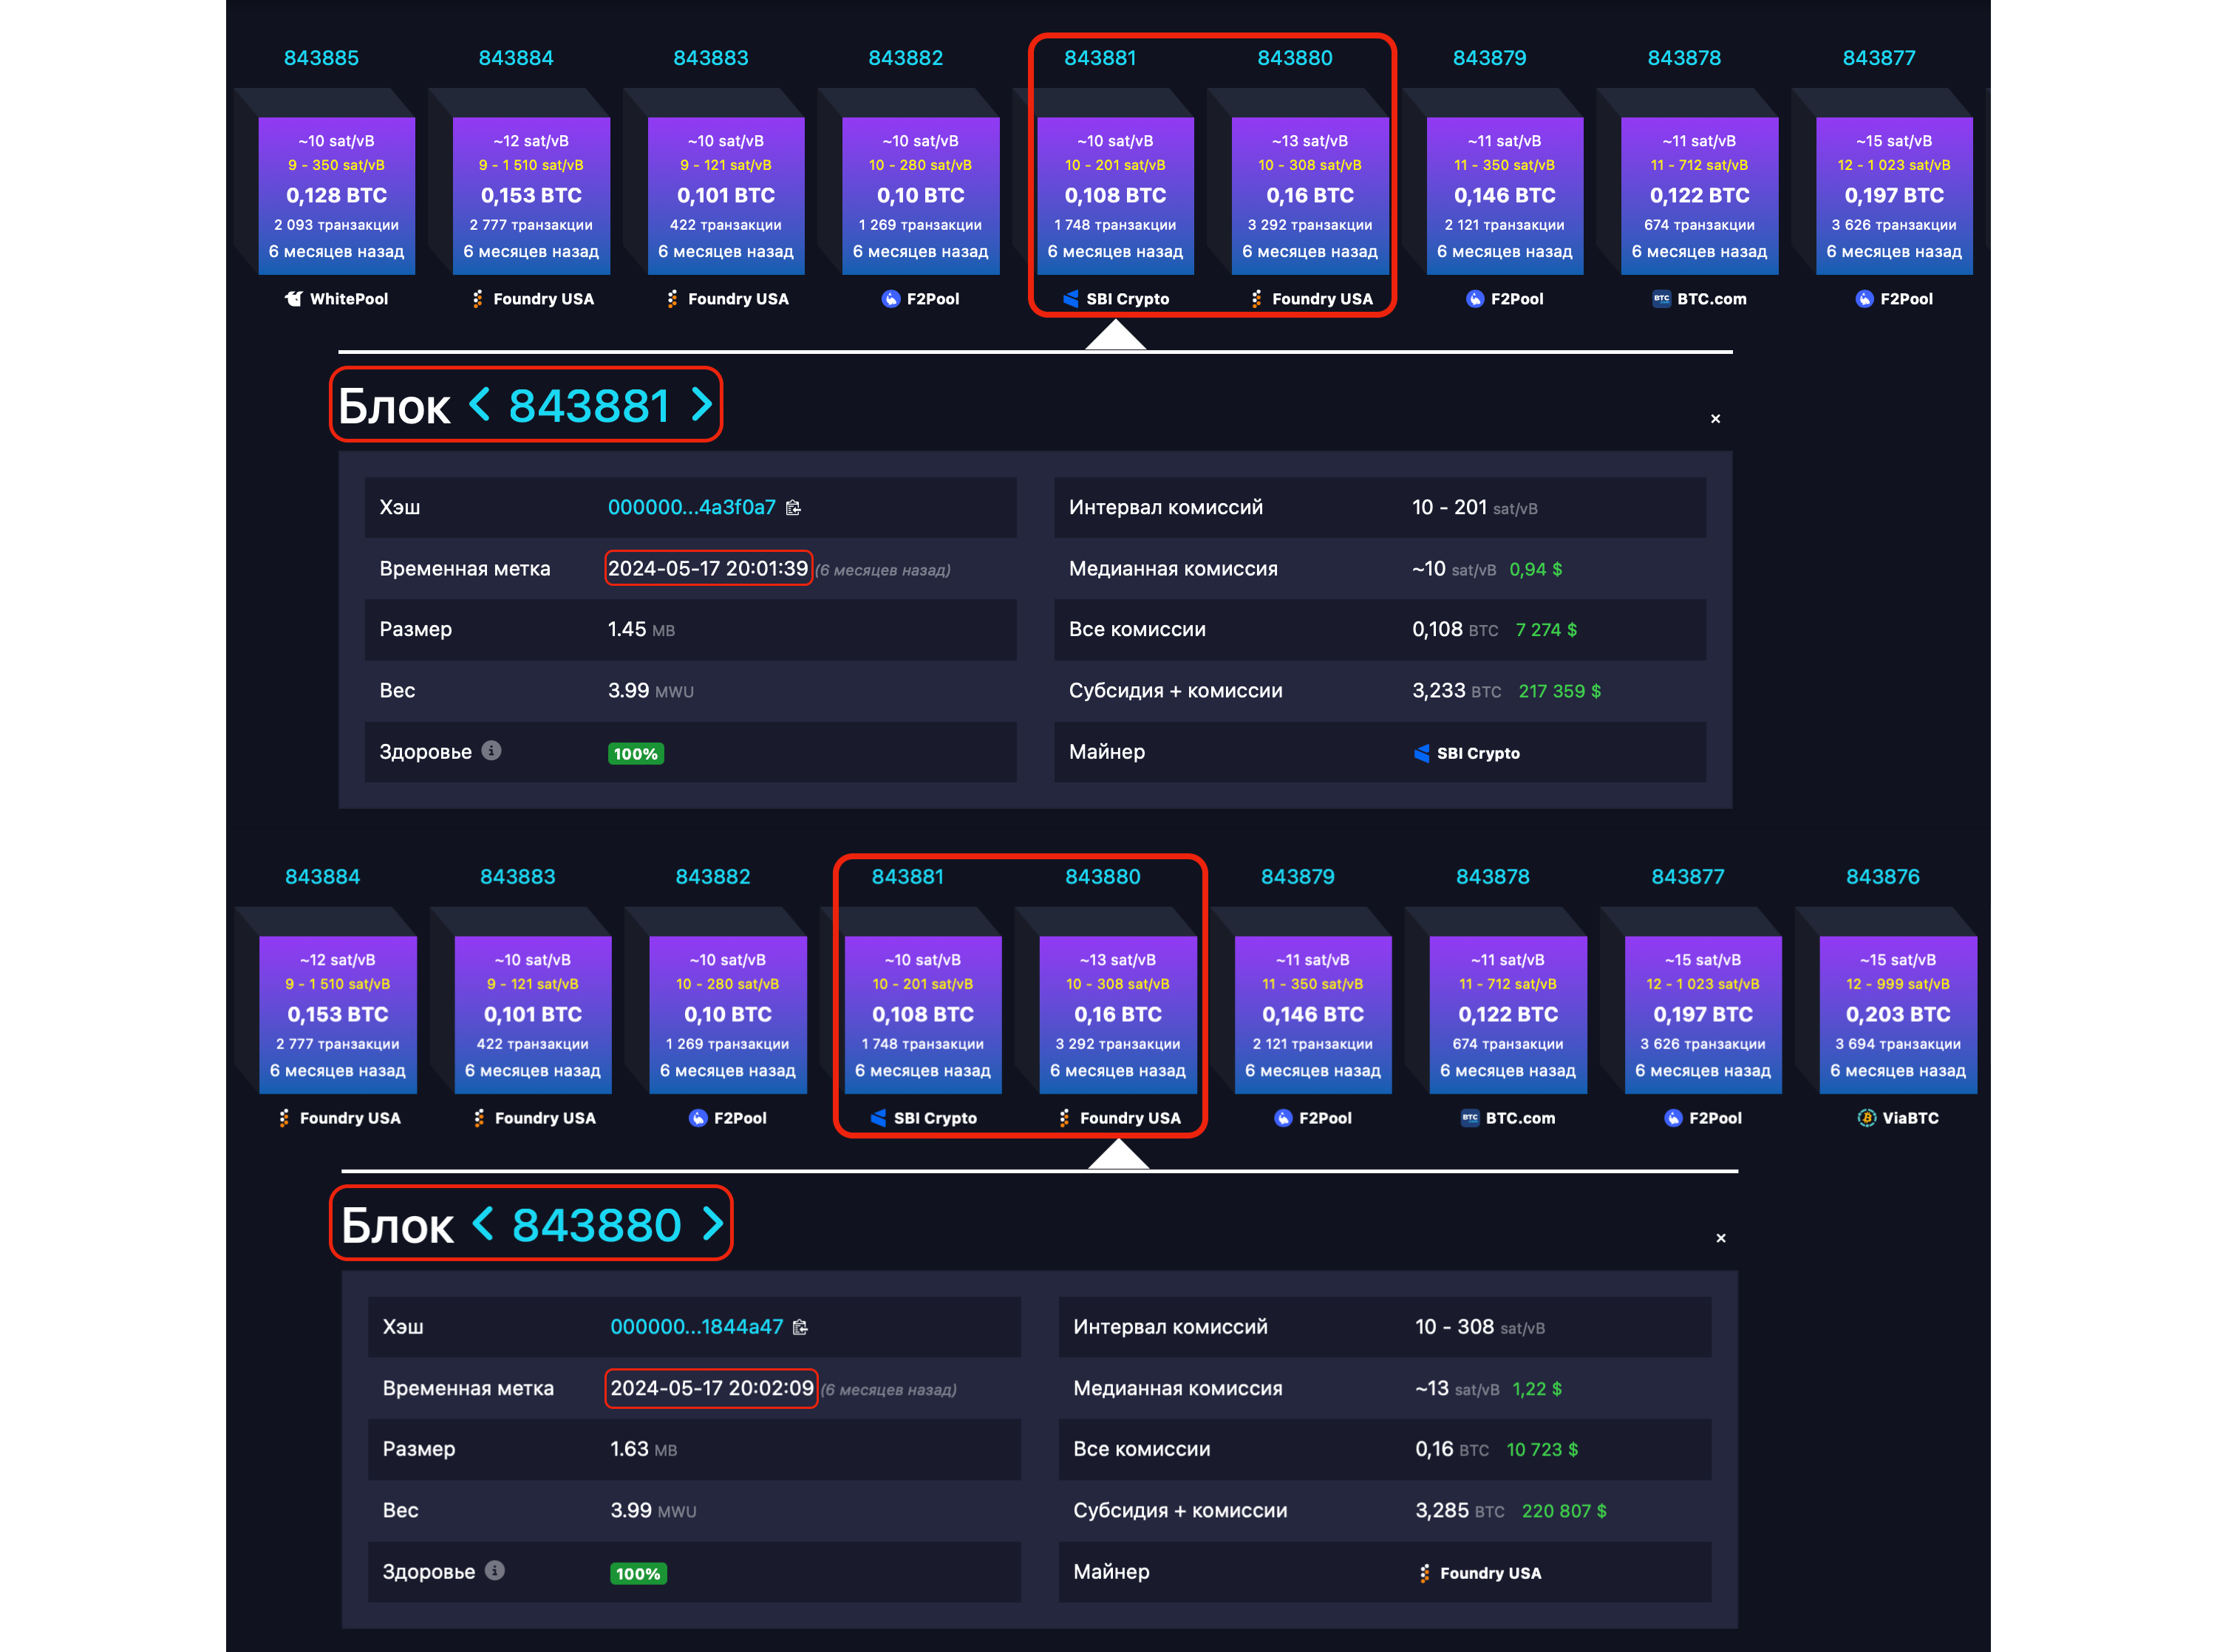 843885 843884 843883 843882 843881 843880 843879 843878 843877
~10 sat/vB ~12 sat/vB ~10 sat/vB ~10 sat/vB ~10 sat/vB ~13 sat/vB ~11 sat/vB ~11 sat/vB ~15 sat/vB
9 - 350 sat/vB 9 - 1 510 sat/vB 9 - 121 sat/vB 10 - 280 sat/vB 10 - 201 sat/vB 10 - 308 sat/vB 11 - 350 sat/vB 11 - 712 sat/vB 12 - 1 023 sat/vB
0,128 BTC 0,153 BTC 0,101 BTC 0,10 BTC 0,108 BTC 0,16 BTC 0,146 BTC 0,122 BTC 0,197 BTC
2 093 транзакции 2 777 транзакции 422 транзакции 1 269 транзакции 1 748 транзакции 3 292 транзакции 2 121 транзакции 674 транзакции 3 626 транзакции
6 месяцев назад 6 месяцев назад 6 месяцев назад 6 месяцев назад 6 месяцев назад 6 месяцев назад 6 месяцев назад 6 месяцев назад 6 месяцев назад
WhitePool Foundry USA Foundry USA F2Pool SBI Crypto Foundry USA F2Pool BTC BTC.com F2Pool
Блок < 843881 >
×
Хэш 000000...4a3f0a7 Интервал комиссий 10 - 201 sat/vB
Временная метка 2024-05-17 20:01:39 (6 месяцев назад) Медианная комиссия ~10 sat/vB 0,94 $
Размер 1.45 MB Все комиссии 0,108 BTC 7 274 $
Вес 3.99 MWU Субсидия + комиссии 3,233 BTC 217 359 $
Здоровье i 100% Майнер SBI Crypto
843884 843883 843882 843881 843880 843879 843878 843877 843876
~12 sat/vB ~10 sat/vB ~10 sat/vB ~10 sat/vB ~13 sat/vB ~11 sat/vB ~11 sat/vB ~15 sat/vB ~15 sat/vB
9 - 1 510 sat/vB 9 - 121 sat/vB 10 - 280 sat/vB 10 - 201 sat/vB 10 - 308 sat/vB 11 - 350 sat/vB 11 - 712 sat/vB 12 - 1 023 sat/vB 12 - 999 sat/vB
0,153 BTC 0,101 BTC 0,10 BTC 0,108 BTC 0,16 BTC 0,146 BTC 0,122 BTC 0,197 BTC 0,203 BTC
2 777 транзакции 422 транзакции 1 269 транзакции 1 748 транзакции 3 292 транзакции 2 121 транзакции 674 транзакции 3 626 транзакции 3 694 транзакции
6 месяцев назад 6 месяцев назад 6 месяцев назад 6 месяцев назад 6 месяцев назад 6 месяцев назад 6 месяцев назад 6 месяцев назад 6 месяцев назад
Foundry USA Foundry USA F2Pool SBI Crypto Foundry USA F2Pool BTC BTC.com F2Pool ViaBTC
Блок < 843880 >
×
Хэш 000000...1844a47 Интервал комиссий 10 - 308 sat/vB
Временная метка 2024-05-17 20:02:09 (6 месяцев назад) Медианная комиссия ~13 sat/vB 1,22 $
Размер 1.63 MB Все комиссии 0,16 BTC 10 723 $
Вес 3.99 MWU Субсидия + комиссии 3,285 BTC 220 807 $
Здоровье i 100% Майнер Foundry USA